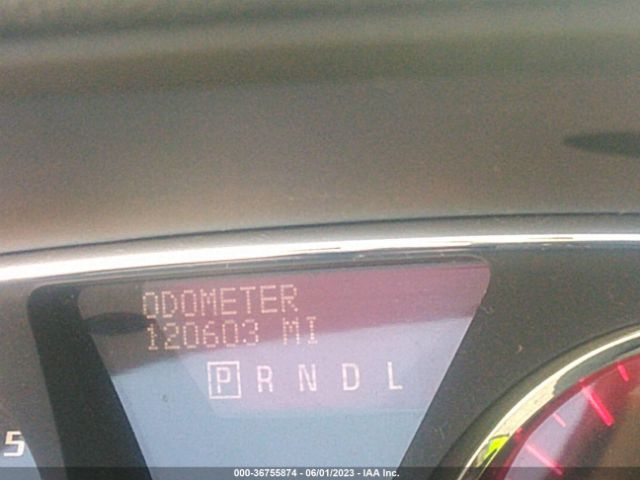 ODOMETER
120603 MI
P R N D L
5
000-36755874 | 06/01/2023 - IAA Inc.